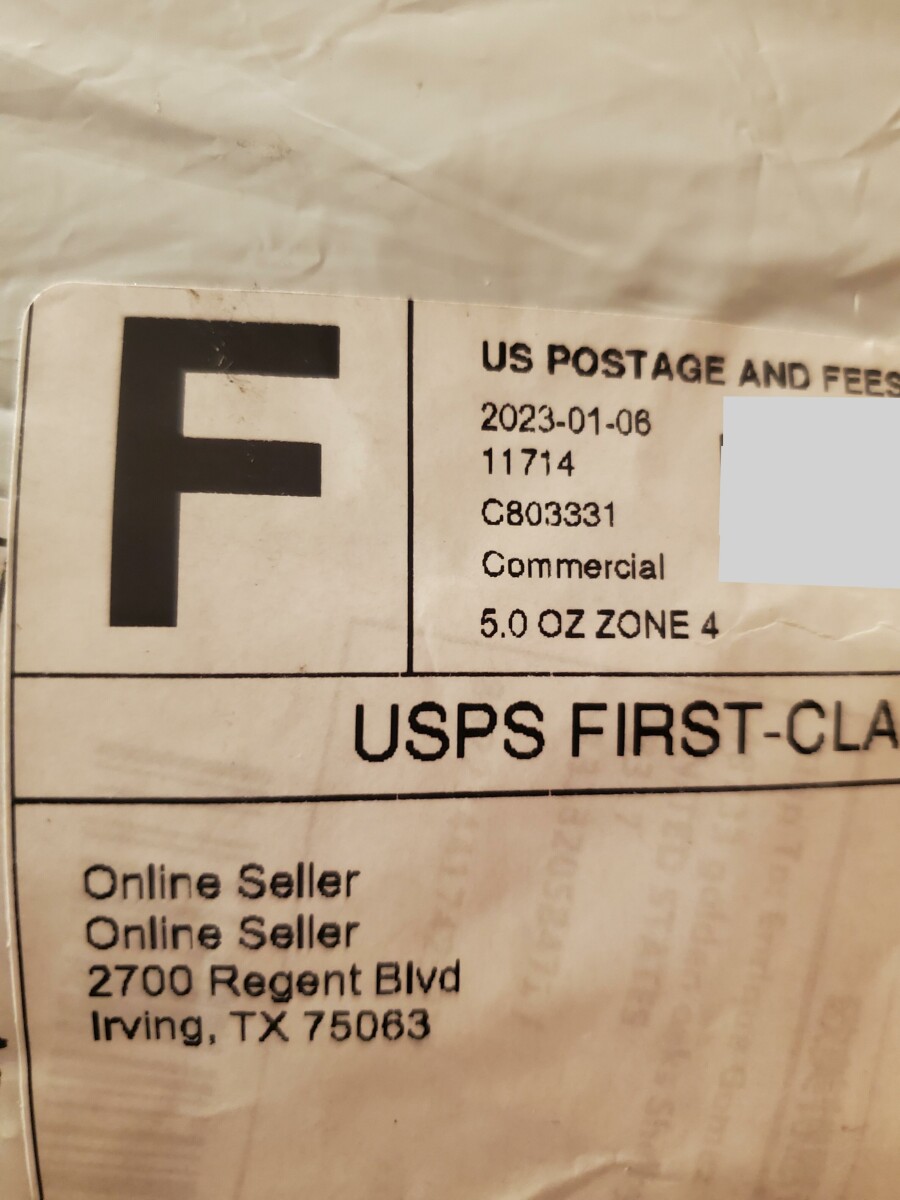 F
US POSTAGE AND FEES
2023-01-06
11714
C803331
Commercial
5.0 OZ ZONE 4
USPS FIRST-CLA
Online Seller
Online Seller
2700 Regent Blvd
Irving, TX 75063